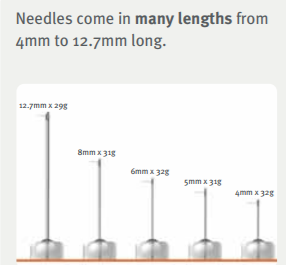 Needles come in many lengths from
4mm to 12.7mm long.
12.7mm x 29g
8mm x 31g
6mm x 32g
5mm x 31g
4mm x 32g